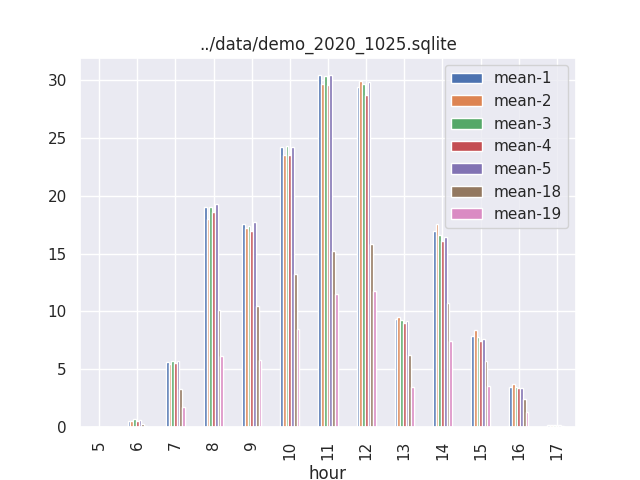 ../data/demo_2020_1025.sqlite
30
25
20
15
10
5
0
mean-1
mean-2
mean-3
mean-4
mean-5
mean-18
mean-19
5 6 7 8 9 10 11 12 13 14 15 16 17
hour